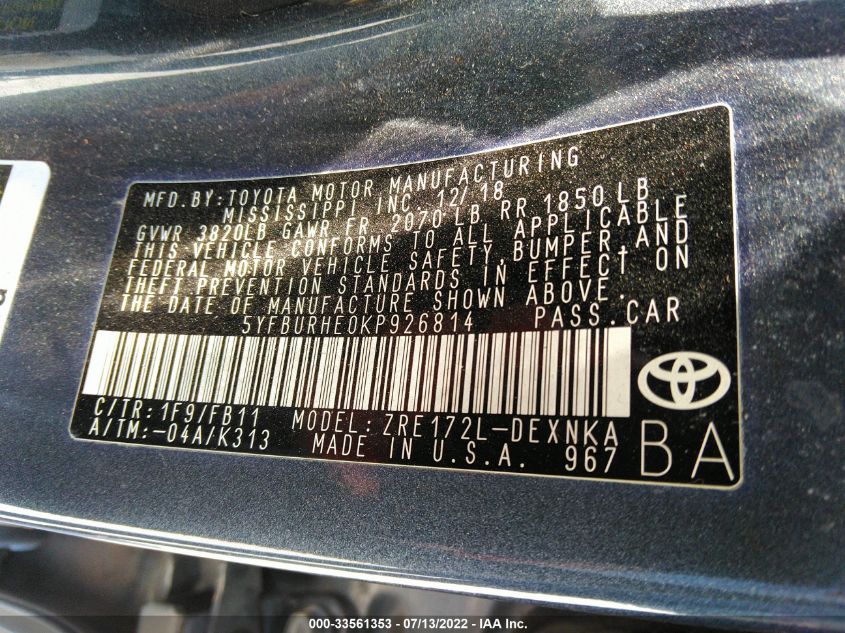 MFD.BY:TOYOTA MOTOR MANUFACTURING
MISSISSIPPI INC. 12/18
GVWR 3820LB GAWR FR 2070LB RR 1850LB
THIS VEHICLE CONFORMS TO ALL APPLICABLE
FEDERAL MOTOR VEHICLE SAFETY,BUMPER,AND
THEFT PREVENTION STANDARDS IN EFFECT ON
THE DATE OF MANUFACTURE SHOWN ABOVE.
5YFBURHE0KP926814 PASS.CAR
C/TR:1F9/FB11 MODEL:ZRE172L-DEXNKA
A/TM:-04A/K313 MADE IN U.S.A. 967
BA
000-33561353 - 07/13/2022 - IAA Inc.